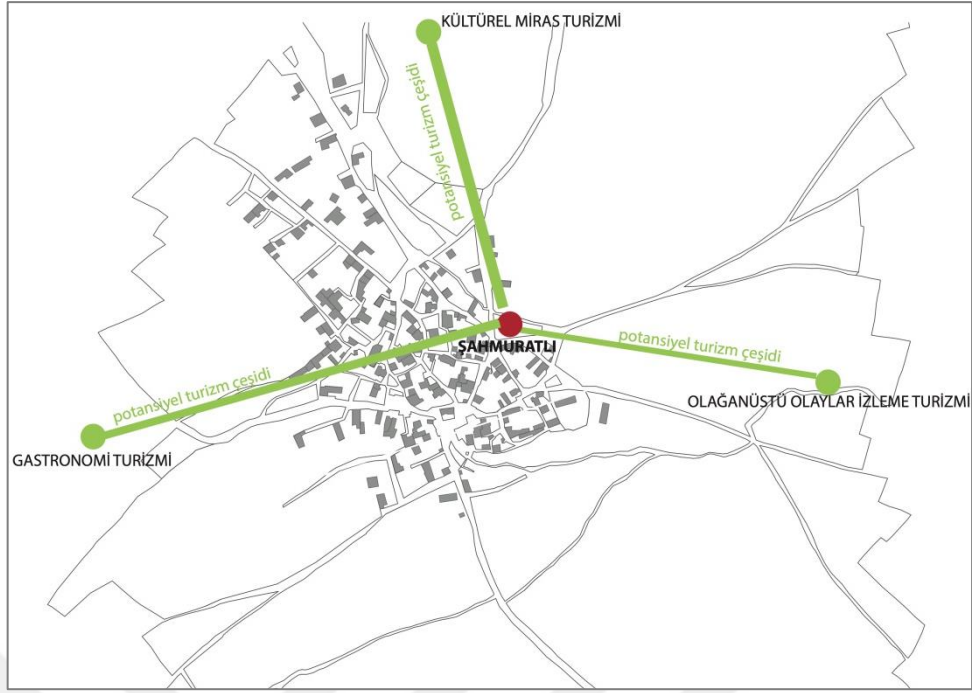 KÜLTÜREL MİRAS TURİZMİ
potansiyel turizm çeşidi
ŞAHMURATLI
potansiyel turizm çeşidi
potansiyel turizm çeşidi
OLAĞANÜSTÜ OLAYLAR İZLEME TURİZMİ
GASTRONOMİ TURİZMİ